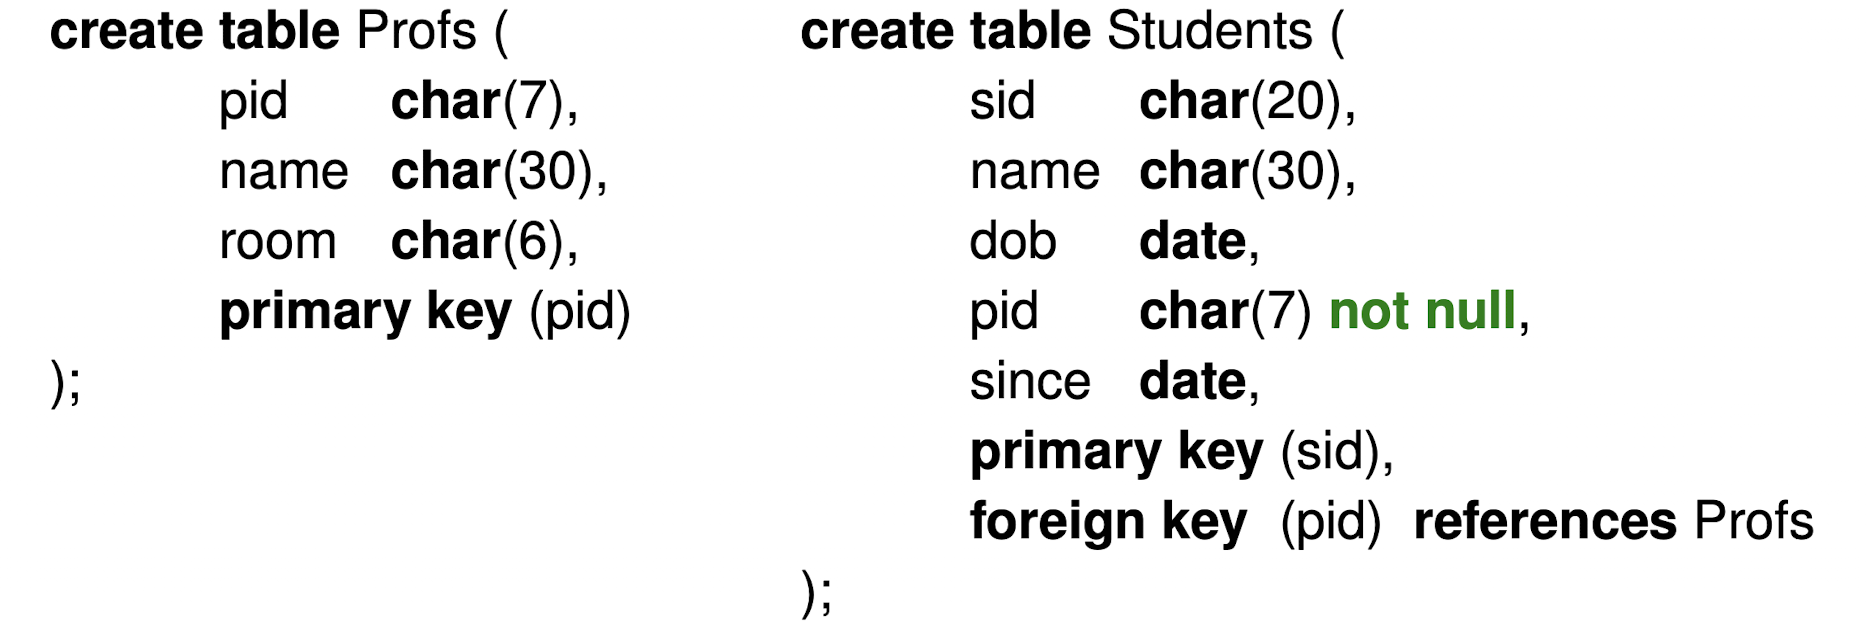 create table Profs (
pid char(7),
name char(30),
room char(6),
primary key (pid)
);
create table Students (
sid char(20),
name char(30),
dob date,
pid char(7) not null,
since date,
primary key (sid),
foreign key (pid) references Profs
);